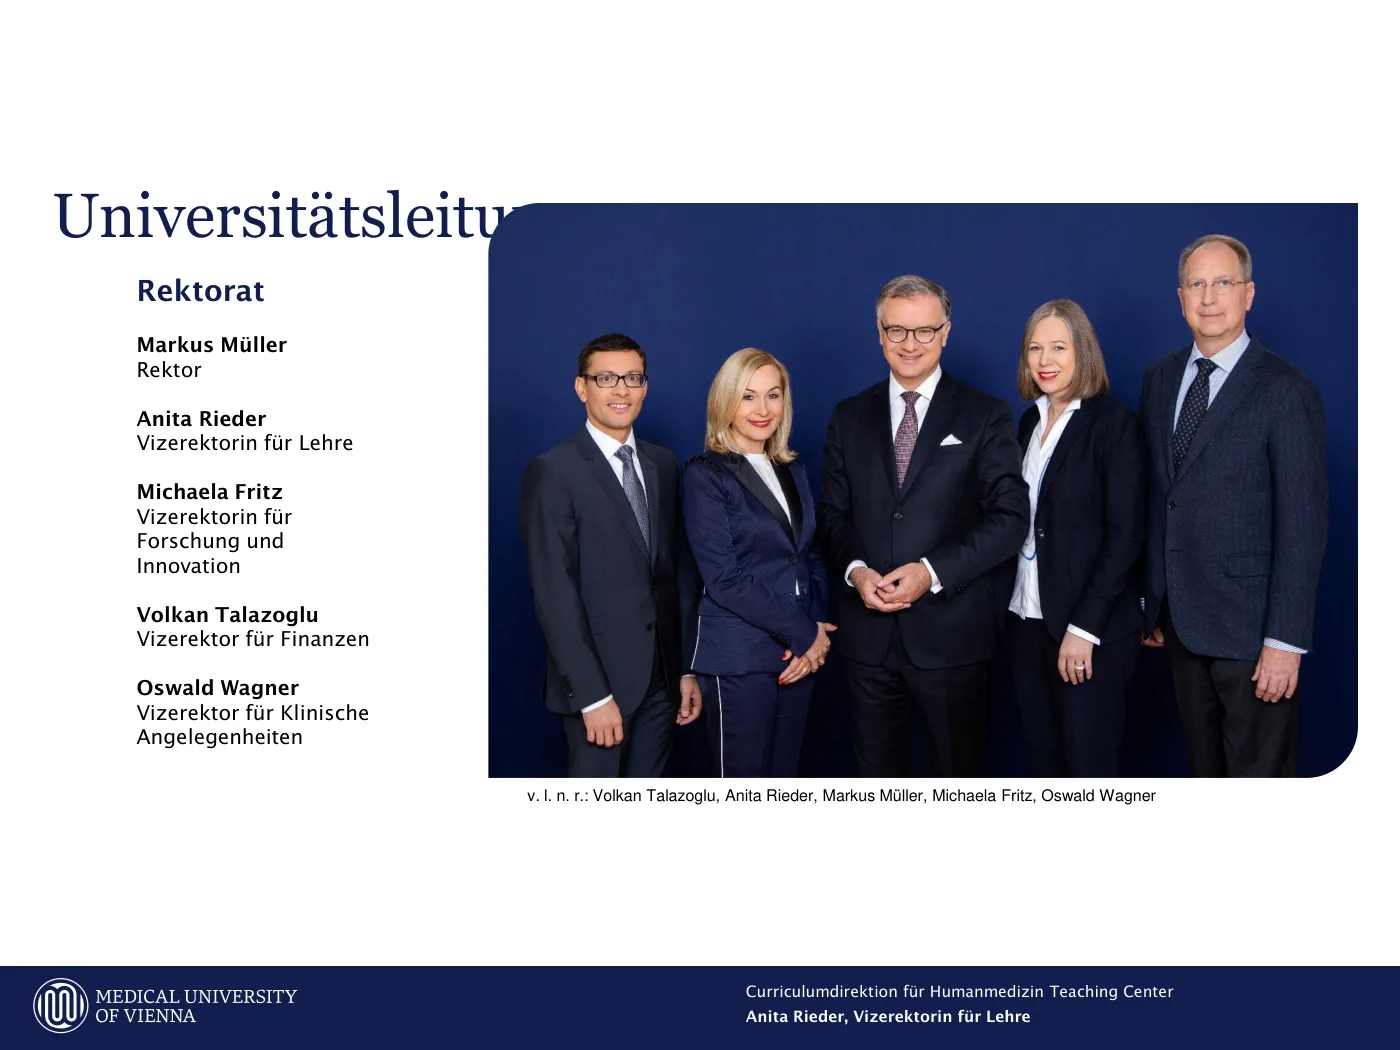 Universitätsleitu
Rektorat
Markus Müller
Rektor
Anita Rieder
Vizerektorin für Lehre
Michaela Fritz
Vizerektorin für
Forschung und
Innovation
Volkan Talazoglu
Vizerektor für Finanzen
Oswald Wagner
Vizerektor für Klinische
Angelegenheiten
v. l. n. r.: Volkan Talazoglu, Anita Rieder, Markus Müller, Michaela Fritz, Oswald Wagner
MEDICAL UNIVERSITY
OF VIENNA
Curriculumdirektion für Humanmedizin Teaching Center
Anita Rieder, Vizerektorin für Lehre